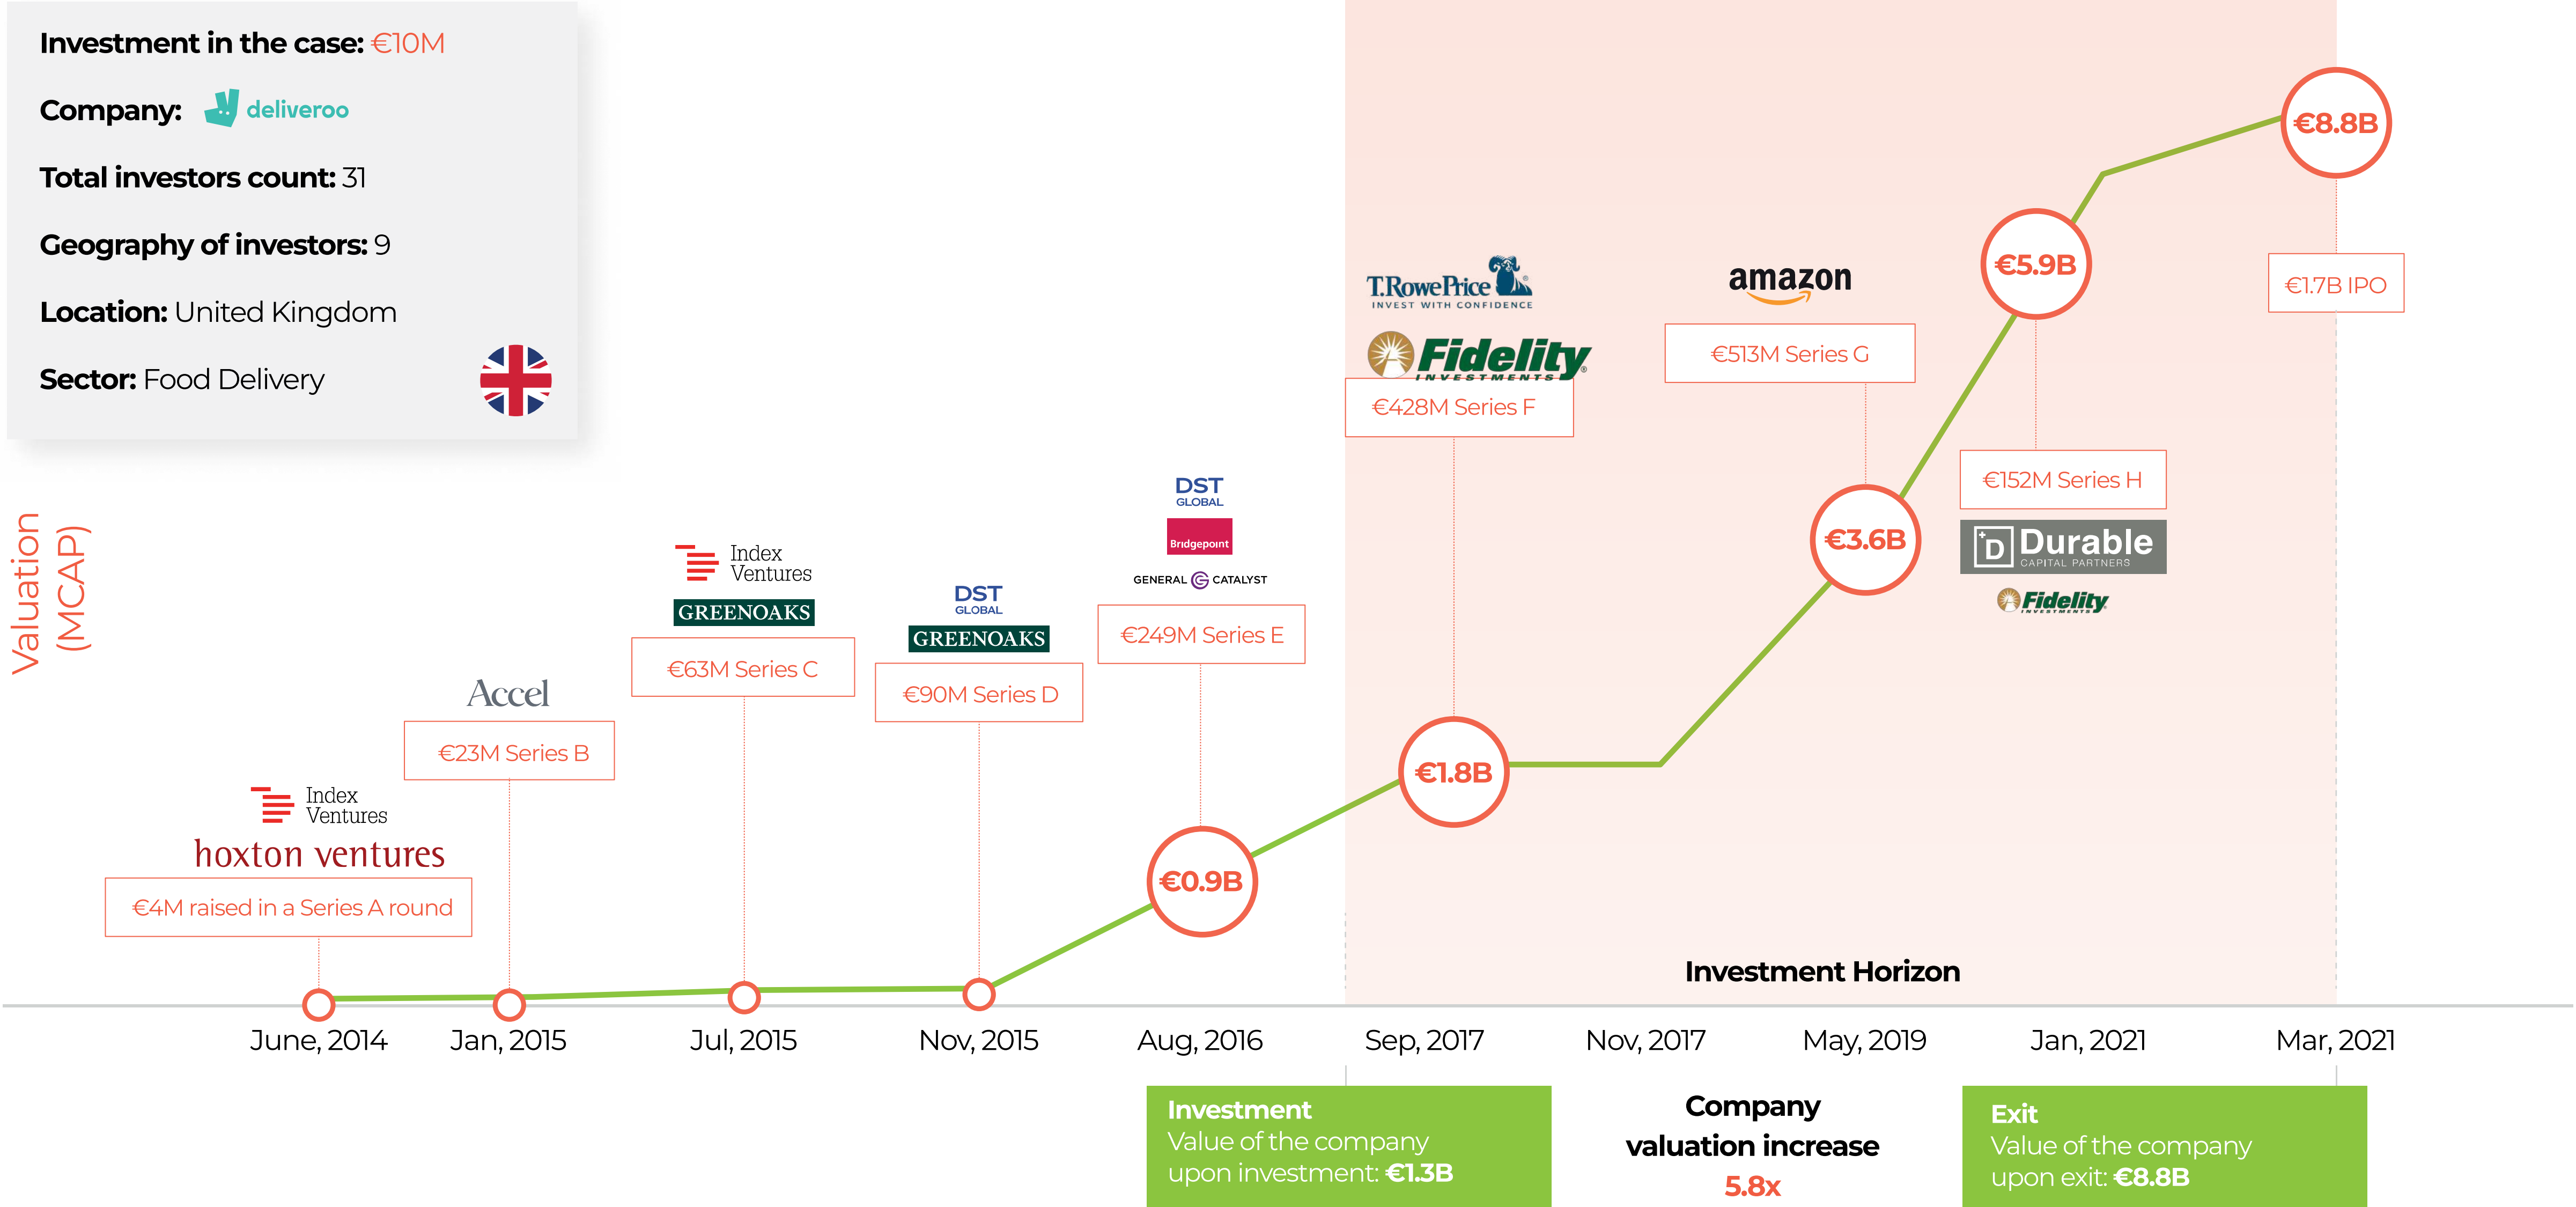 Investment in the case: €10M
Company: deliveroo
Total investors count: 31
Geography of investors: 9
Location: United Kingdom
Sector: Food Delivery
Valuation
(MCAP)
Index
Ventures
hoxton ventures
€4M raised in a Series A round
Accel
€23M Series B
Index
Ventures
GREENOAKS
€63M Series C
DST
GLOBAL
GREENOAKS
€90M Series D
DST
GLOBAL
Bridgepoint
GENERAL GC CATALYST
€249M Series E
€0.9B
T.RowePrice®
INVEST WITH CONFIDENCE
Fidelity®
INVESTMENTS
€428M Series F
€1.8B
amazon
€513M Series G
€3.6B
€5.9B
€152M Series H
+D Durable
CAPITAL PARTNERS
Fidelity
INVESTMENTS
€8.8B
€1.7B IPO
Investment Horizon
June, 2014
Jan, 2015
Jul, 2015
Nov, 2015
Aug, 2016
Sep, 2017
Nov, 2017
May, 2019
Jan, 2021
Mar, 2021
Investment
Value of the company
upon investment: €1.3B
Company
valuation increase
5.8x
Exit
Value of the company
upon exit: €8.8B